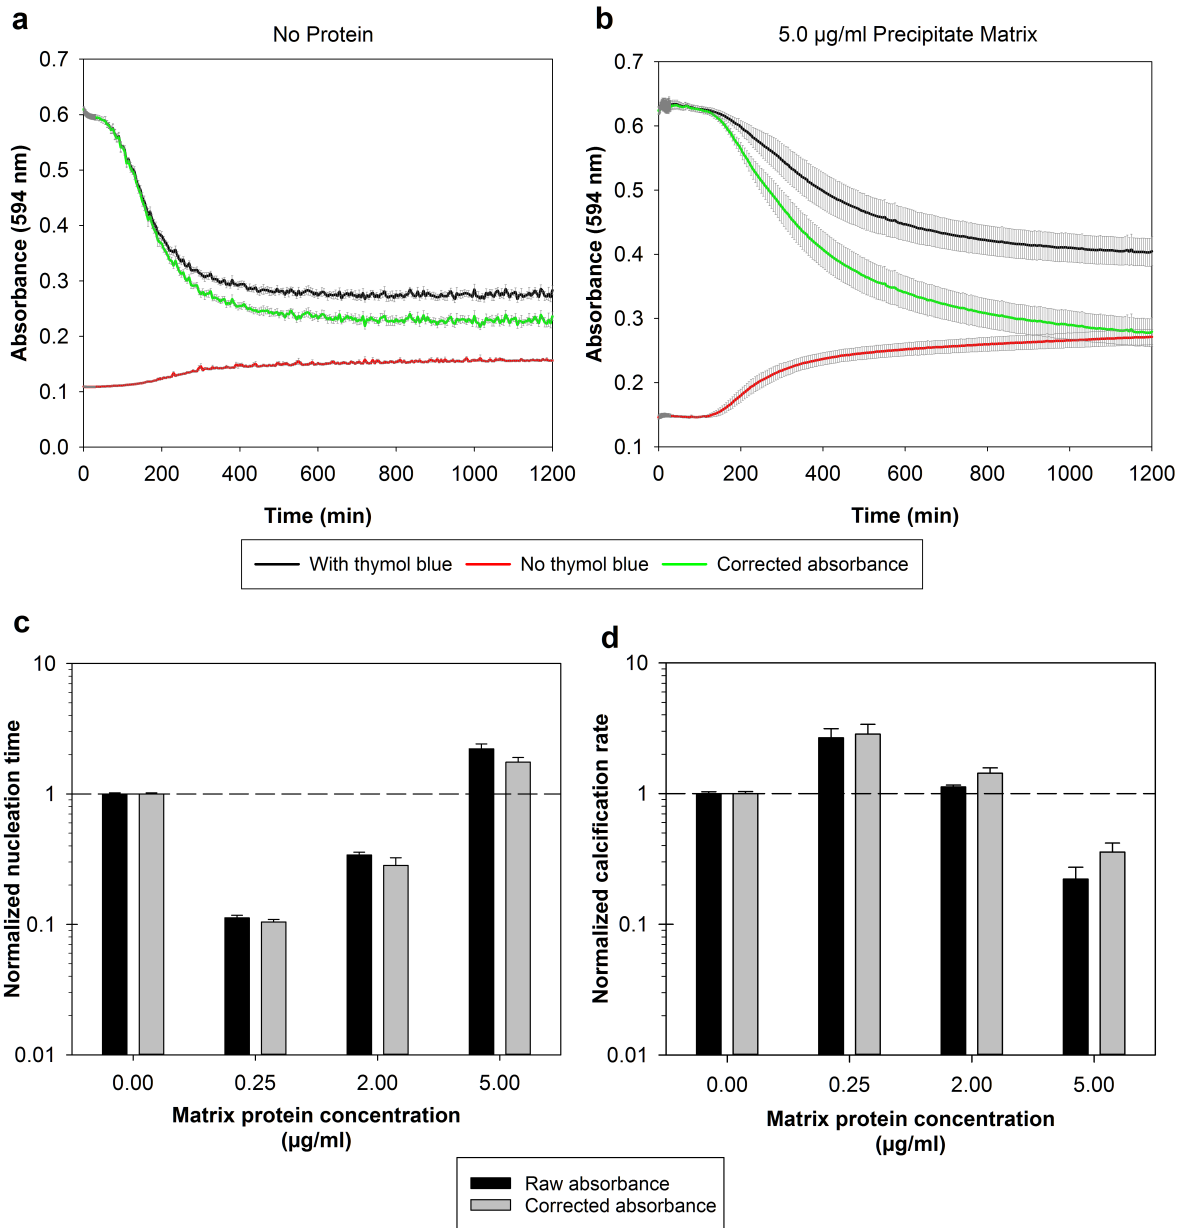 a
No Protein
0.7
0.6
0.5
0.4
0.3
0.2
0.1
0.0
Absorbance (594 nm)
0 200 400 600 800 1000 1200
Time (min)
b
5.0 µg/ml Precipitate Matrix
0.7
0.6
0.5
0.4
0.3
0.2
0.1
Absorbance (594 nm)
0 200 400 600 800 1000 1200
Time (min)
With thymol blue No thymol blue Corrected absorbance
c
10
1
0.1
0.01
Normalized nucleation time
0.00 0.25 2.00 5.00
Matrix protein concentration
(µg/ml)
d
10
1
0.1
0.01
Normalized calcification rate
0.00 0.25 2.00 5.00
Matrix protein concentration
(µg/ml)
Raw absorbance
Corrected absorbance